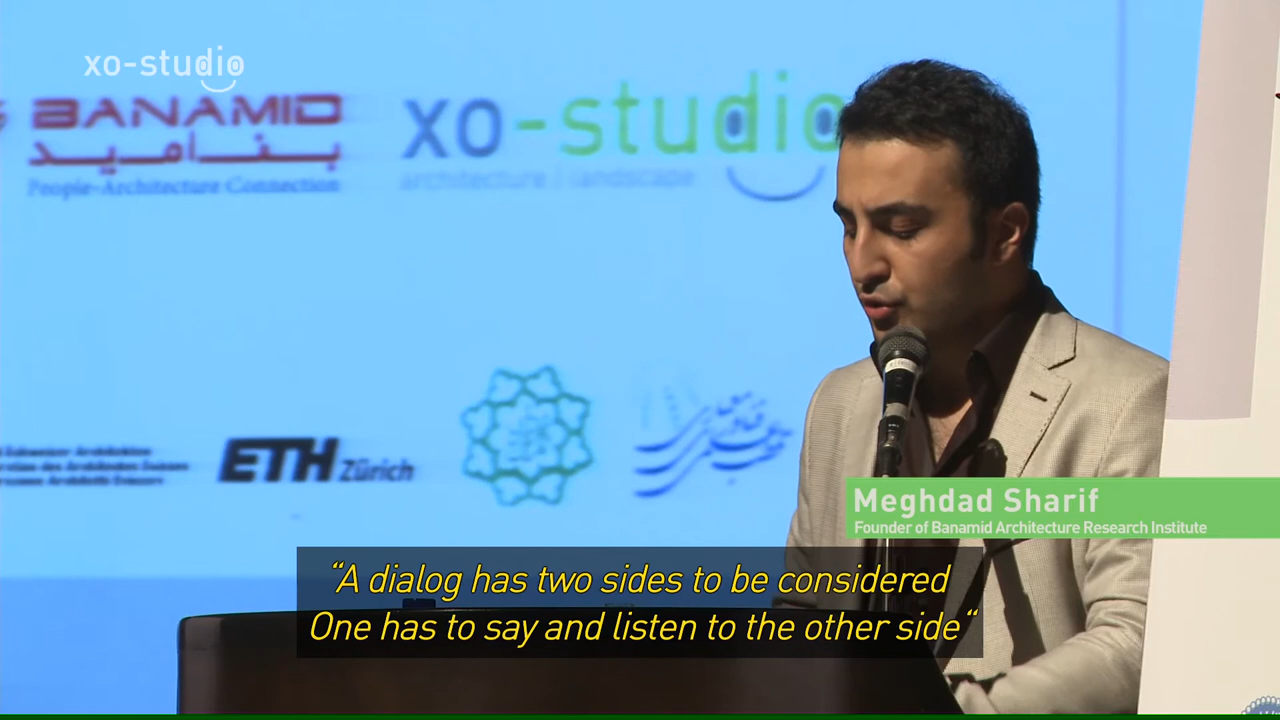 xo-studio
BANAMID
بنـامیـد
People-Architecture Connection
xo-studio
architecture | landscape
ETH Zürich
Meghdad Sharif
Founder of Banamid Architecture Research Institute
“A dialog has two sides to be considered
One has to say and listen to the other side“